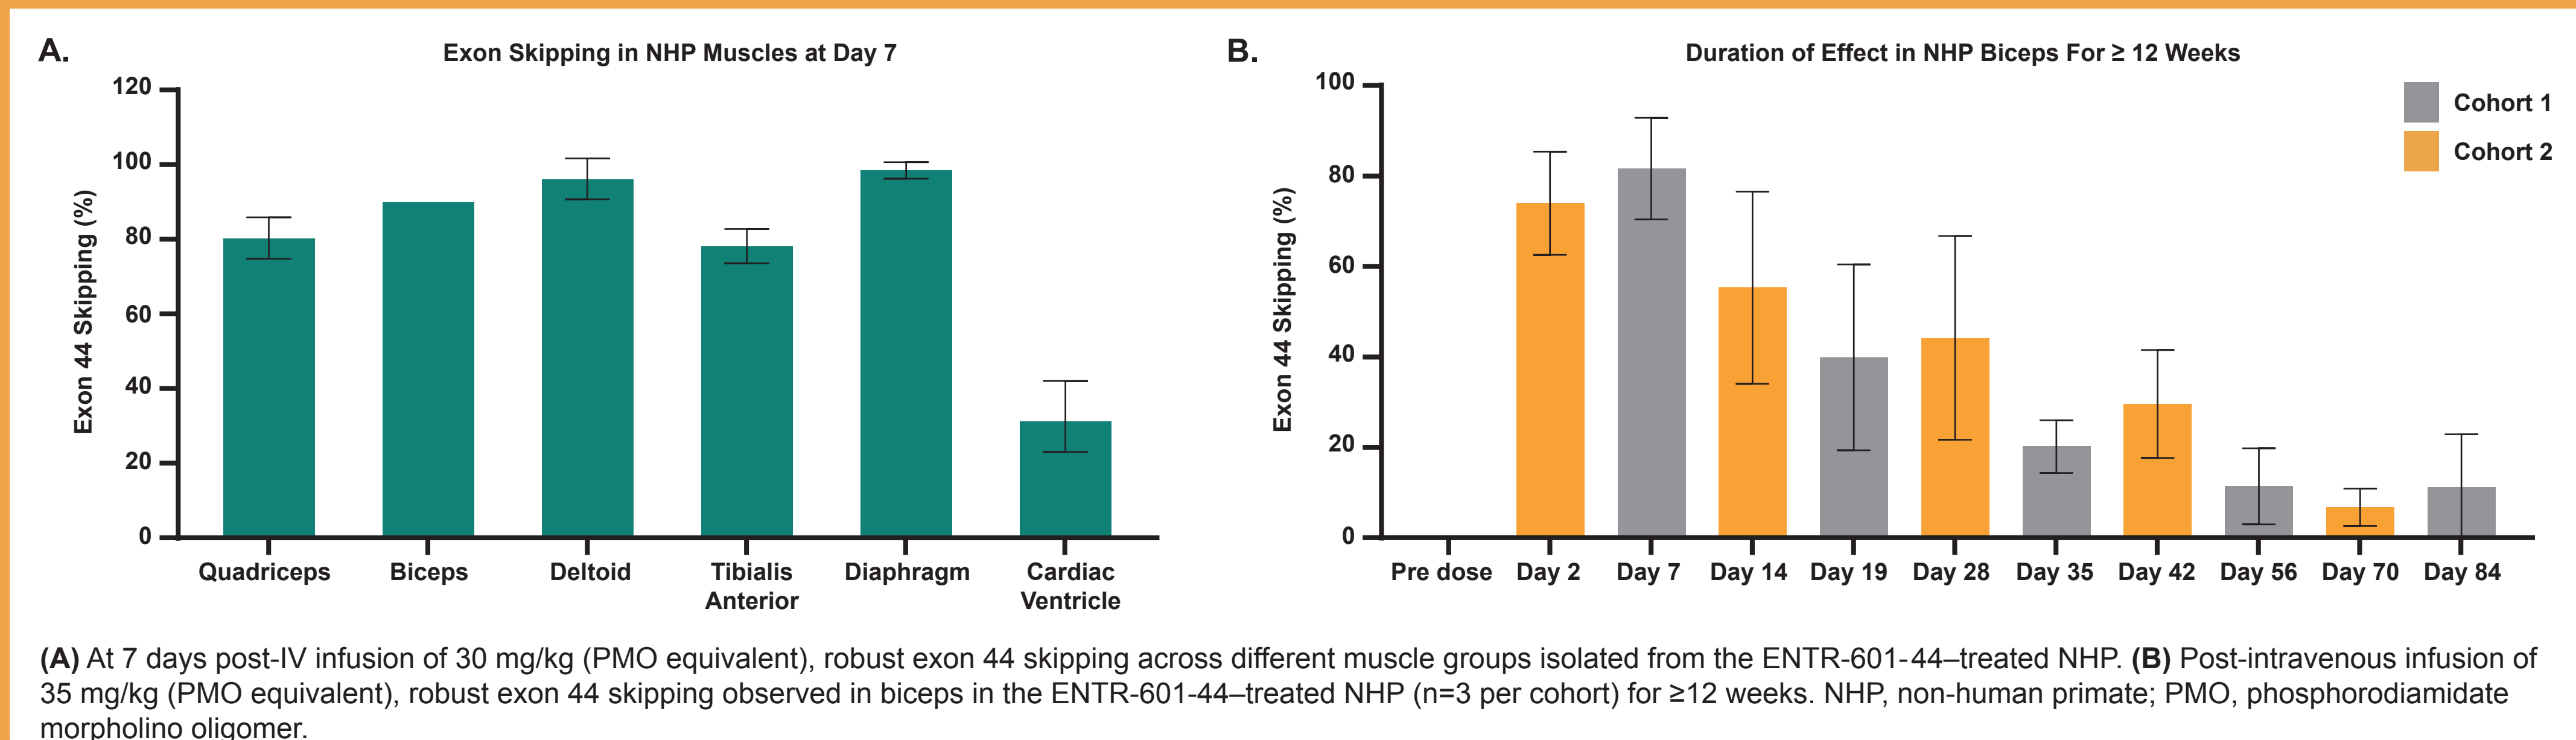 A.
Exon Skipping in NHP Muscles at Day 7
Exon 44 Skipping (%)
120
100
80
60
40
20
0
Quadriceps
Biceps
Deltoid
Tibialis
Anterior
Diaphragm
Cardiac
Ventricle
B.
Duration of Effect in NHP Biceps For ≥ 12 Weeks
Cohort 1
Cohort 2
Exon 44 Skipping (%)
100
80
60
40
20
0
Pre dose
Day 2
Day 7
Day 14
Day 19
Day 28
Day 35
Day 42
Day 56
Day 70
Day 84
(A) At 7 days post-IV infusion of 30 mg/kg (PMO equivalent), robust exon 44 skipping across different muscle groups isolated from the ENTR-601-44–treated NHP. (B) Post-intravenous infusion of
35 mg/kg (PMO equivalent), robust exon 44 skipping observed in biceps in the ENTR-601-44–treated NHP (n=3 per cohort) for ≥12 weeks. NHP, non-human primate; PMO, phosphorodiamidate
morpholino oligomer.